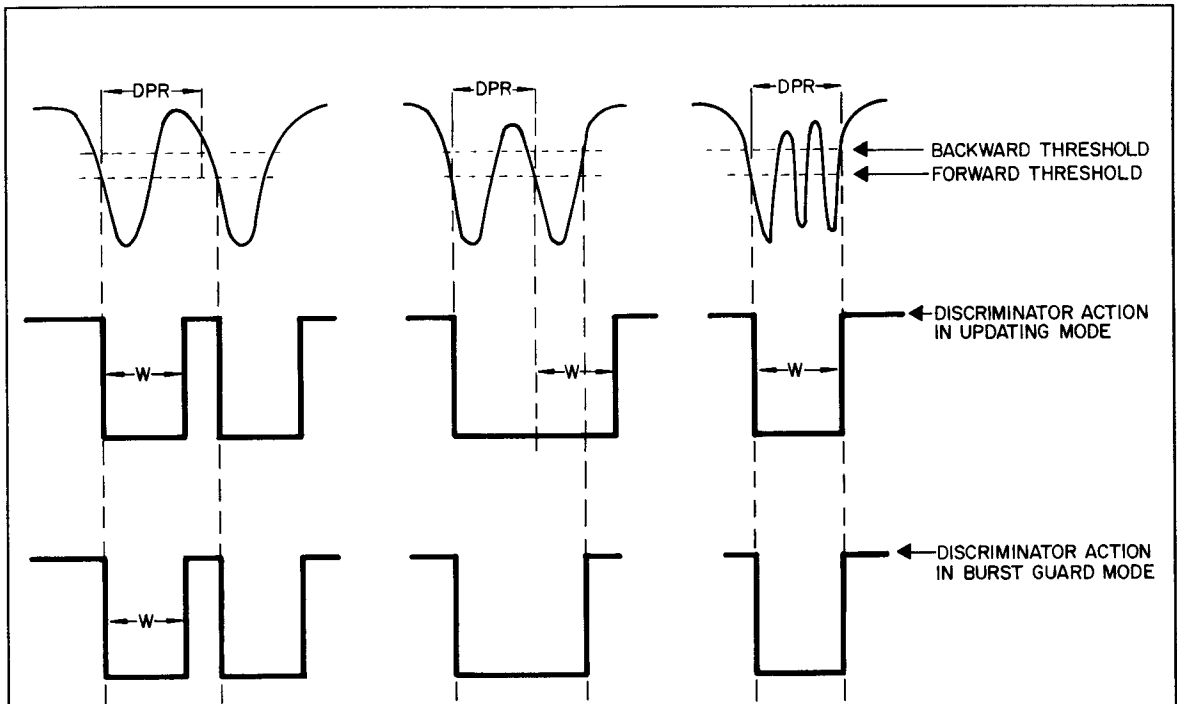 DPR
DPR
DPR
BACKWARD THRESHOLD
FORWARD THRESHOLD
DISCRIMINATOR ACTION
IN UPDATING MODE
W
W
W
DISCRIMINATOR ACTION
IN BURST GUARD MODE
W